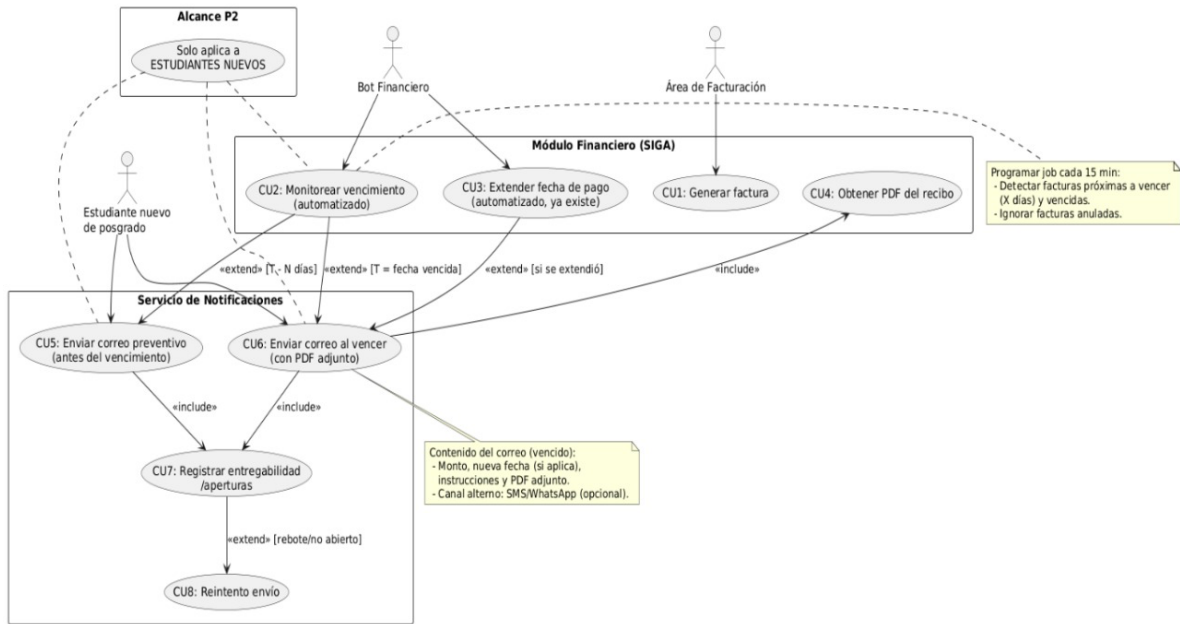 Alcance P2
Solo aplica a
ESTUDIANTES NUEVOS
Bot Financiero
Área de Facturación
Módulo Financiero (SIGA)
CU2: Monitorear vencimiento
(automatizado)
CU3: Extender fecha de pago
(automatizado, ya existe)
CU1: Generar factura
CU4: Obtener PDF del recibo
Programar job cada 15 min:
- Detectar facturas próximas a vencer
(X días) y vencidas.
- Ignorar facturas anuladas.
Estudiante nuevo
de posgrado
«extend» [T - N días]
«extend» [T = fecha vencida]
«extend» [si se extendió]
«include»
Servicio de Notificaciones
CU5: Enviar correo preventivo
(antes del vencimiento)
CU6: Enviar correo al vencer
(con PDF adjunto)
«include»
«include»
Contenido del correo (vencido):
- Monto, nueva fecha (si aplica),
instrucciones y PDF adjunto.
- Canal alterno: SMS/WhatsApp (opcional).
CU7: Registrar entregabilidad
/aperturas
«extend» [rebote/no abierto]
CU8: Reintento envío